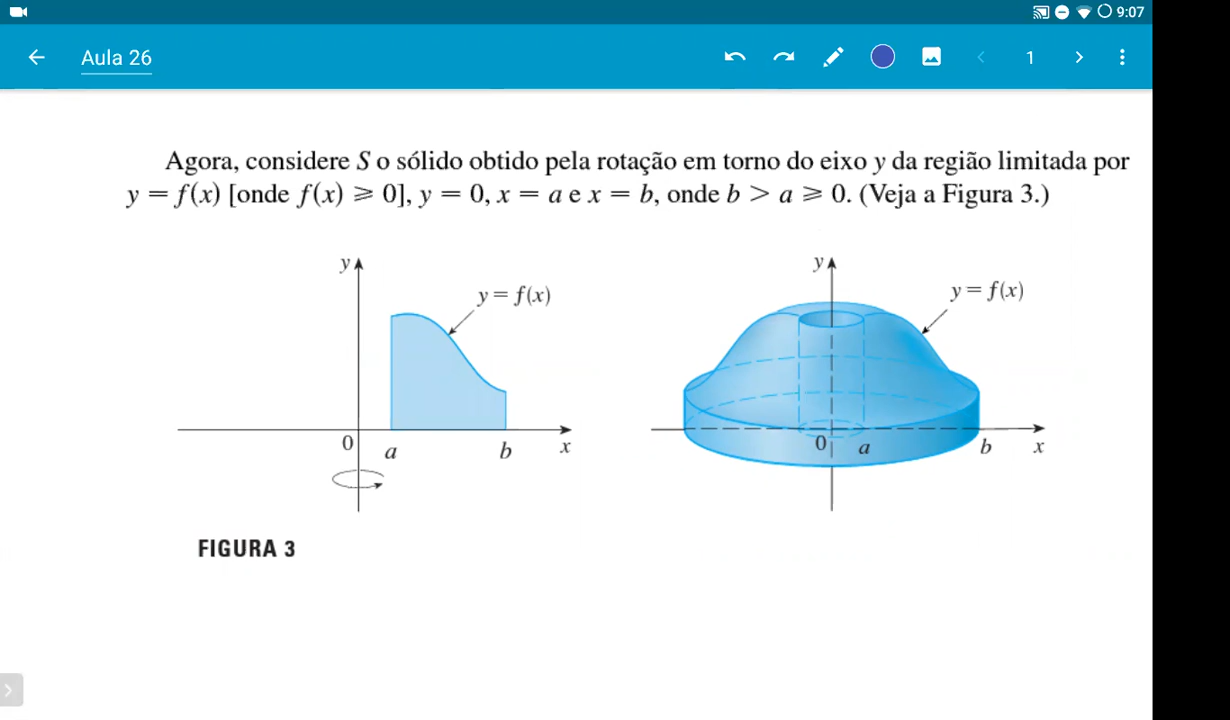 9:07
Aula 26
1
Agora, considere S o sólido obtido pela rotação em torno do eixo y da região limitada por
y = f(x) [onde f(x) ⩾ 0], y = 0, x = a e x = b, onde b > a ⩾ 0. (Veja a Figura 3.)
y
y = f(x)
0
a
b
x
y
y = f(x)
0
a
b
x
FIGURA 3